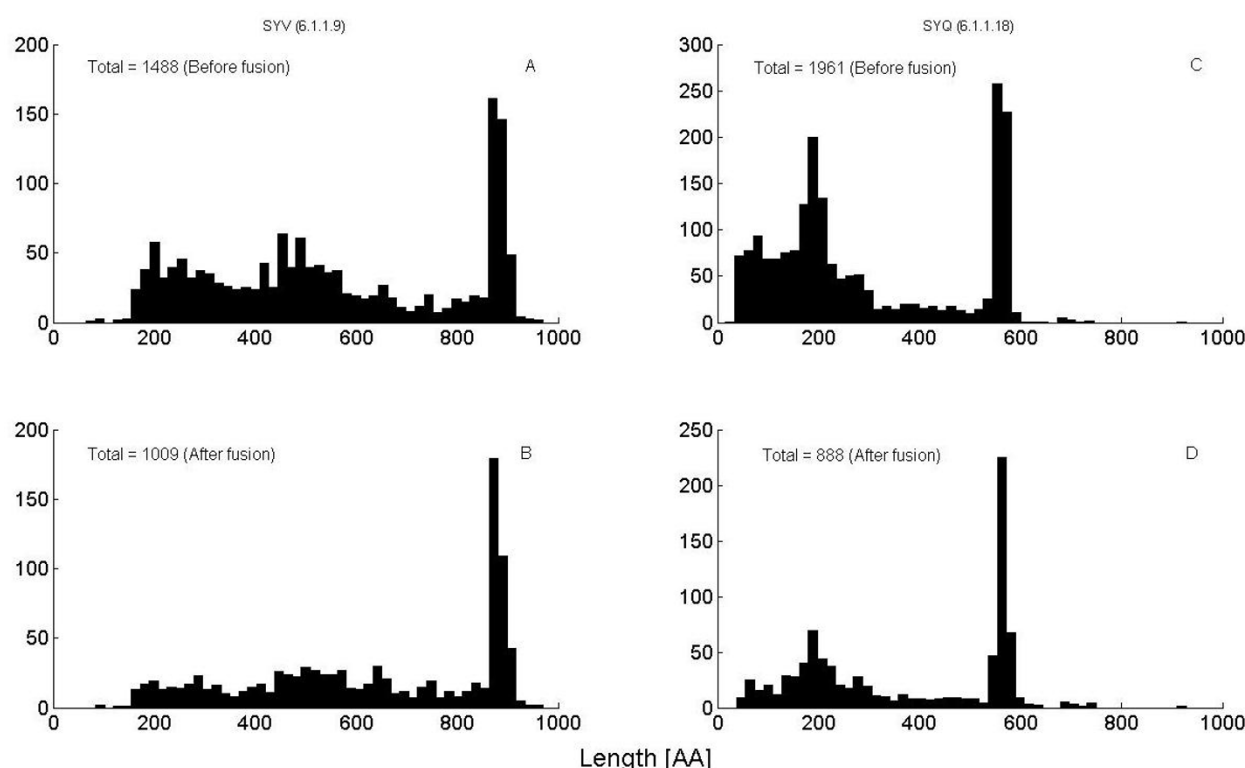 SYV (6.1.1.9)
Total = 1488 (Before fusion)
A
200
150
100
50
0
0 200 400 600 800 1000
SYQ (6.1.1.18)
Total = 1961 (Before fusion)
C
300
250
200
150
100
50
0
0 200 400 600 800 1000
Total = 1009 (After fusion)
B
200
150
100
50
0
0 200 400 600 800 1000
Total = 888 (After fusion)
D
250
200
150
100
50
0
0 200 400 600 800 1000
Length [AA]